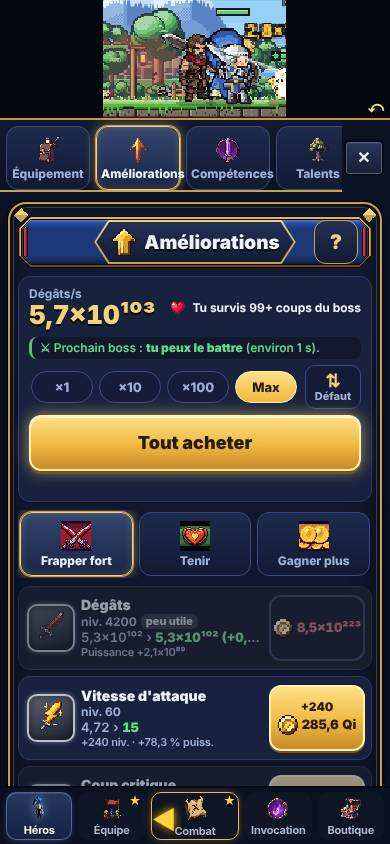 Équipement
Améliorations
Compétences
Talents
×
Améliorations
?
Dégâts/s
5,7×10¹⁰³
Tu survis 99+ coups du boss
Prochain boss : tu peux le battre (environ 1 s).
×1
×10
×100
Max
Défaut
Tout acheter
Frapper fort
Tenir
Gagner plus
Dégâts
niv. 4200 peu utile
5,3×10¹⁰² › 5,3×10¹⁰² (+0,...
Puissance +2,1×10⁸⁹
8,5×10²²³
Vitesse d'attaque
niv. 60
4,72 › 15
+240 niv. · +78,3 % puiss.
+240
285,6 Qi
Coup critique
Héros
Équipe
Combat
Invocation
Boutique